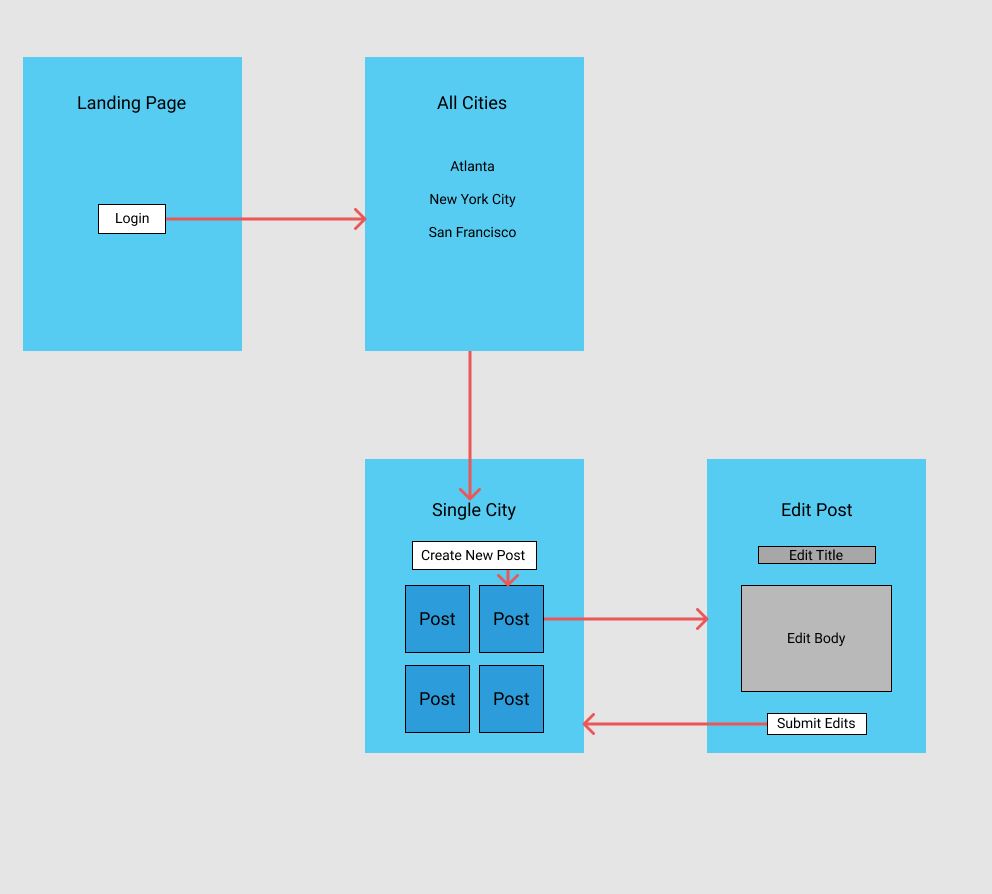 Landing Page
Login
All Cities
Atlanta
New York City
San Francisco
Single City
Create New Post
Post
Post
Post
Post
Edit Post
Edit Title
Edit Body
Submit Edits